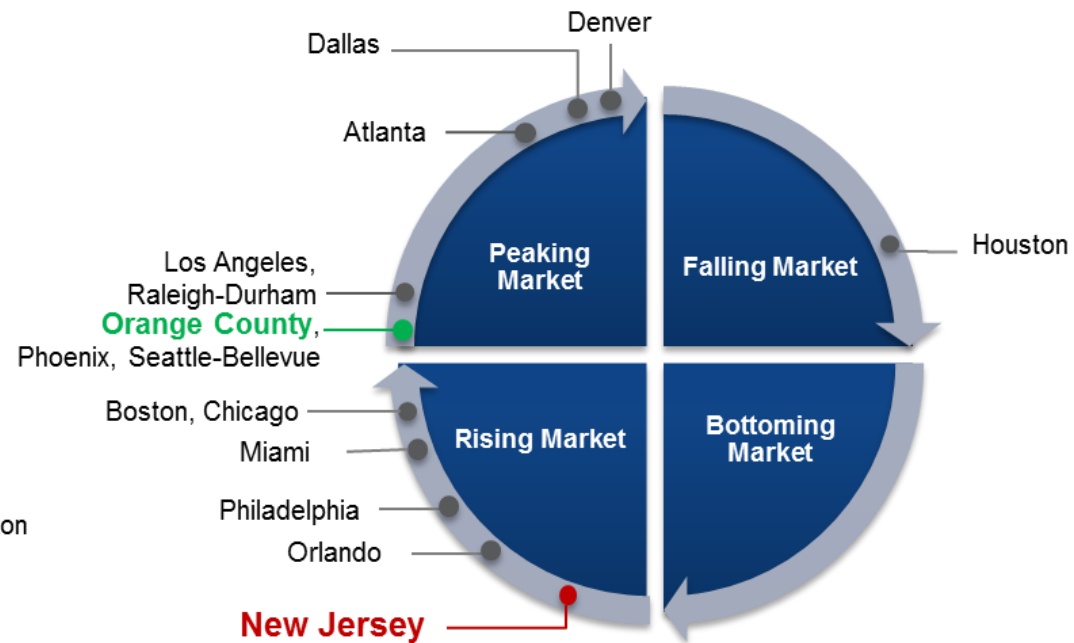 Denver
Dallas
Atlanta
Los Angeles,
Raleigh-Durham
Orange County,
Phoenix, Seattle-Bellevue
Boston, Chicago
Miami
Philadelphia
Orlando
New Jersey
Houston
Peaking
Market
Falling Market
Rising Market
Bottoming
Market
on